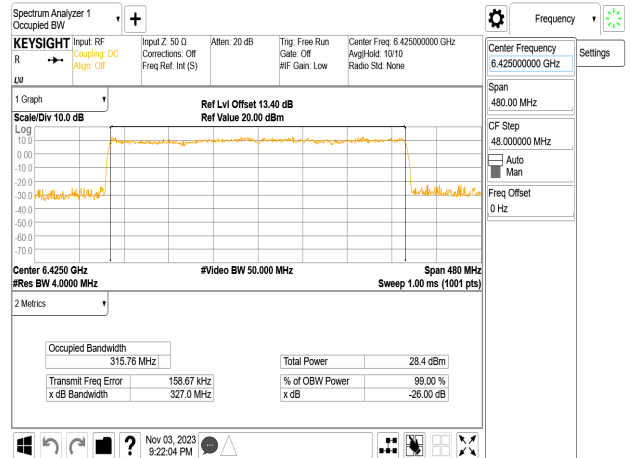 Spectrum Analyzer 1
Occupied BW
Frequency
KEYSIGHT
R
Input: RF
Coupling: DC
Align: Off
Input Z: 50 Ω
Corrections: Off
Freq Ref: Int (S)
Atten: 20 dB
Trig: Free Run
Gate: Off
#IF Gain: Low
Center Freq: 6.425000000 GHz
Avg|Hold: 10/10
Radio Std: None
Center Frequency
6.425000000 GHz
Settings
Span
480.00 MHz
CF Step
48.000000 MHz
Auto
Man
Freq Offset
0 Hz
1 Graph
Scale/Div 10.0 dB
Ref Lvl Offset 13.40 dB
Ref Value 20.00 dBm
Log
10.0
0.00
-10.0
-20.0
-30.0
-40.0
-50.0
-60.0
-70.0
Center 6.4250 GHz
#Video BW 50.000 MHz
Span 480 MHz
#Res BW 4.0000 MHz
Sweep 1.00 ms (1001 pts)
2 Metrics
Occupied Bandwidth
315.76 MHz
Total Power 28.4 dBm
Transmit Freq Error 158.67 kHz
% of OBW Power 99.00 %
x dB Bandwidth 327.0 MHz
x dB -26.00 dB
?
Nov 03, 2023
9:22:04 PM